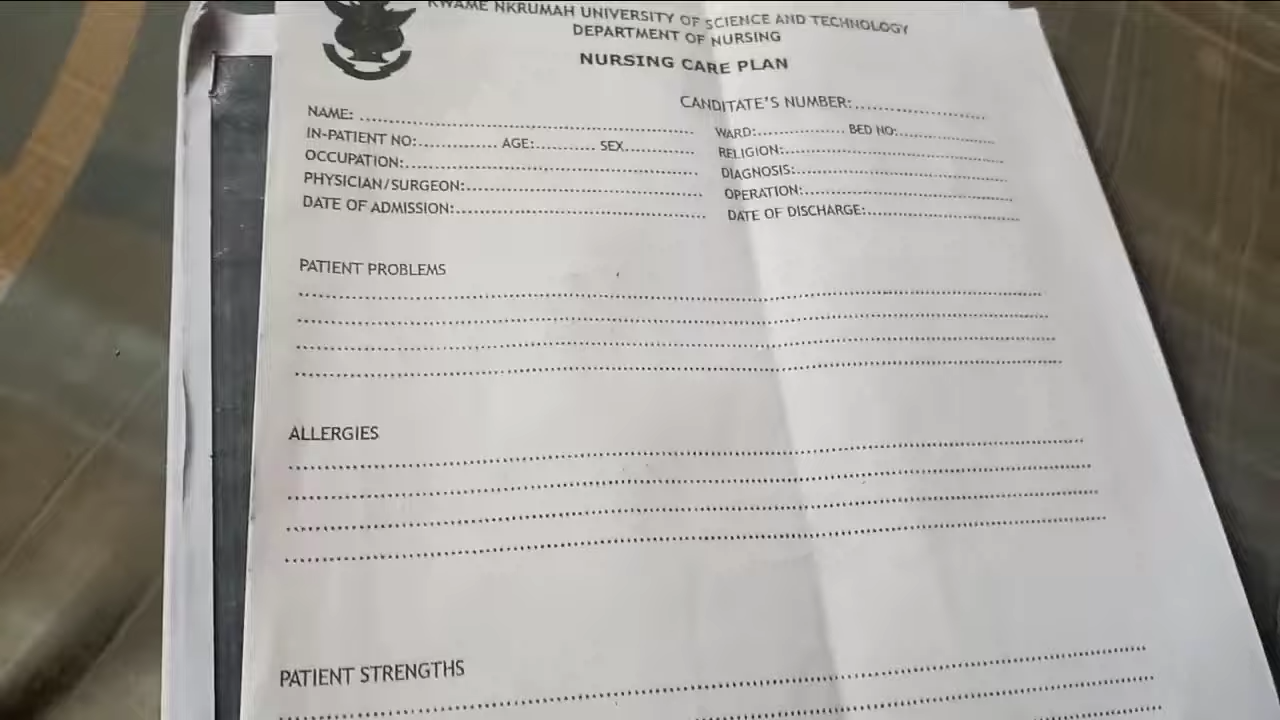 KWAME NKRUMAH UNIVERSITY OF SCIENCE AND TECHNOLOGY
DEPARTMENT OF NURSING
NURSING CARE PLAN
CANDITATE'S NUMBER:
NAME:
IN-PATIENT NO: AGE: SEX
OCCUPATION:
PHYSICIAN/SURGEON:
DATE OF ADMISSION:
WARD: BED NO:
RELIGION:
DIAGNOSIS:
OPERATION:
DATE OF DISCHARGE:
PATIENT PROBLEMS
ALLERGIES
PATIENT STRENGTHS